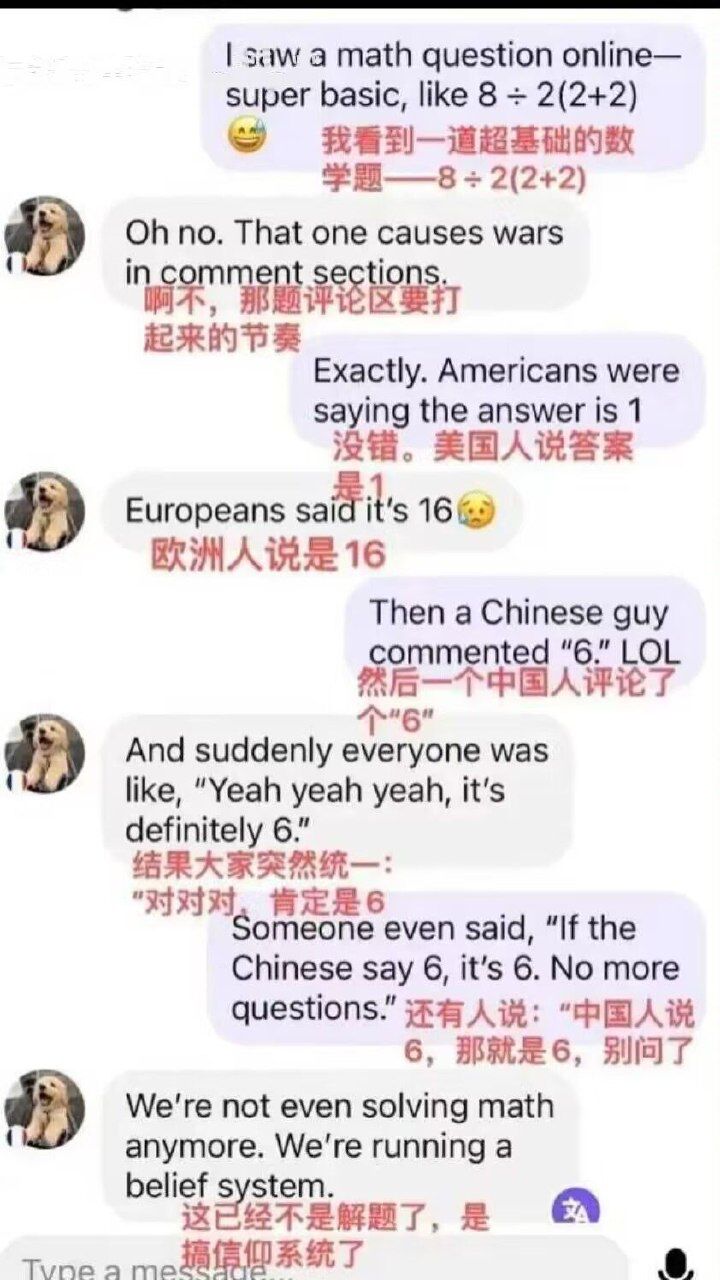 I saw a math question online—
super basic, like 8 ÷ 2(2+2)
😅 我看到一道超基础的数
学题——8÷2(2+2)
Oh no. That one causes wars
in comment sections.
啊不，那题评论区要打
起来的节奏
Exactly. Americans were
saying the answer is 1
没错。美国人说答案
是1
Europeans said it's 16😥
欧洲人说是16
Then a Chinese guy
commented “6.” LOL
然后一个中国人评论了
个“6”
And suddenly everyone was
like, “Yeah yeah yeah, it's
definitely 6.”
结果大家突然统一：
“对对对，肯定是6
Someone even said, “If the
Chinese say 6, it's 6. No more
questions.” 还有人说：“中国人说
6，那就是6，别问了
We're not even solving math
anymore. We're running a
belief system.
这已经不是解题了，是
搞信仰系统了
Type a message...